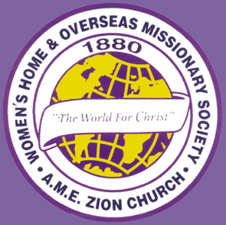 WOMEN'S HOME & OVERSEAS MISSIONARY SOCIETY
1880
"The World For Christ"
• A.M.E. ZION CHURCH •